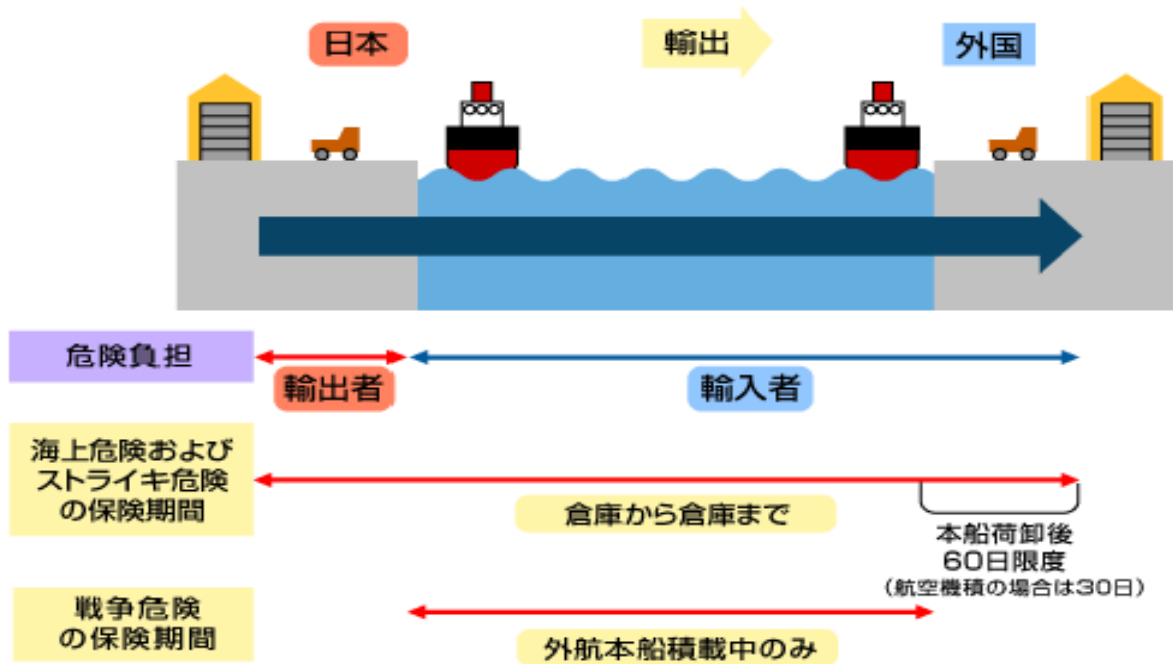 日本
輸出
外国
危険負担
輸出者
輸入者
海上危険および
ストライキ危険
の保険期間
倉庫から倉庫まで
本船荷卸後
60日限度
(航空機積の場合は30日)
戦争危険
の保険期間
外航本船積載中のみ